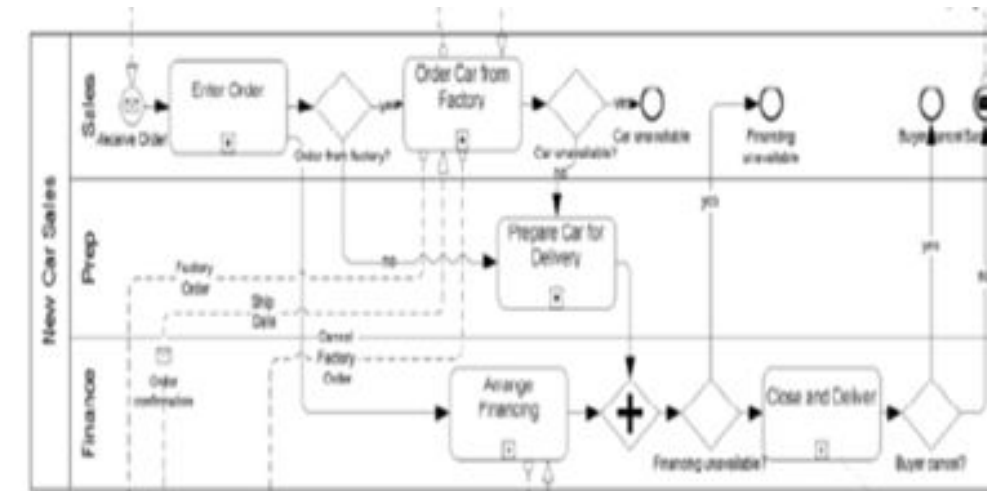 New Car Sales
Sales
Prep
Finance
Receive Order
Enter Order
Order from factory?
yes
Order Car from
Factory
Car unavailable?
yes
Car unavailable
no
Financing
unavailable
Buyer cancel
no
Prepare Car for
Delivery
Factory
Order
Ship
Date
Cancel
Factory
Order
Order
confirmation
Arrange
Financing
yes
Financing unavailable?
Close and Deliver
yes
Buyer cancel?